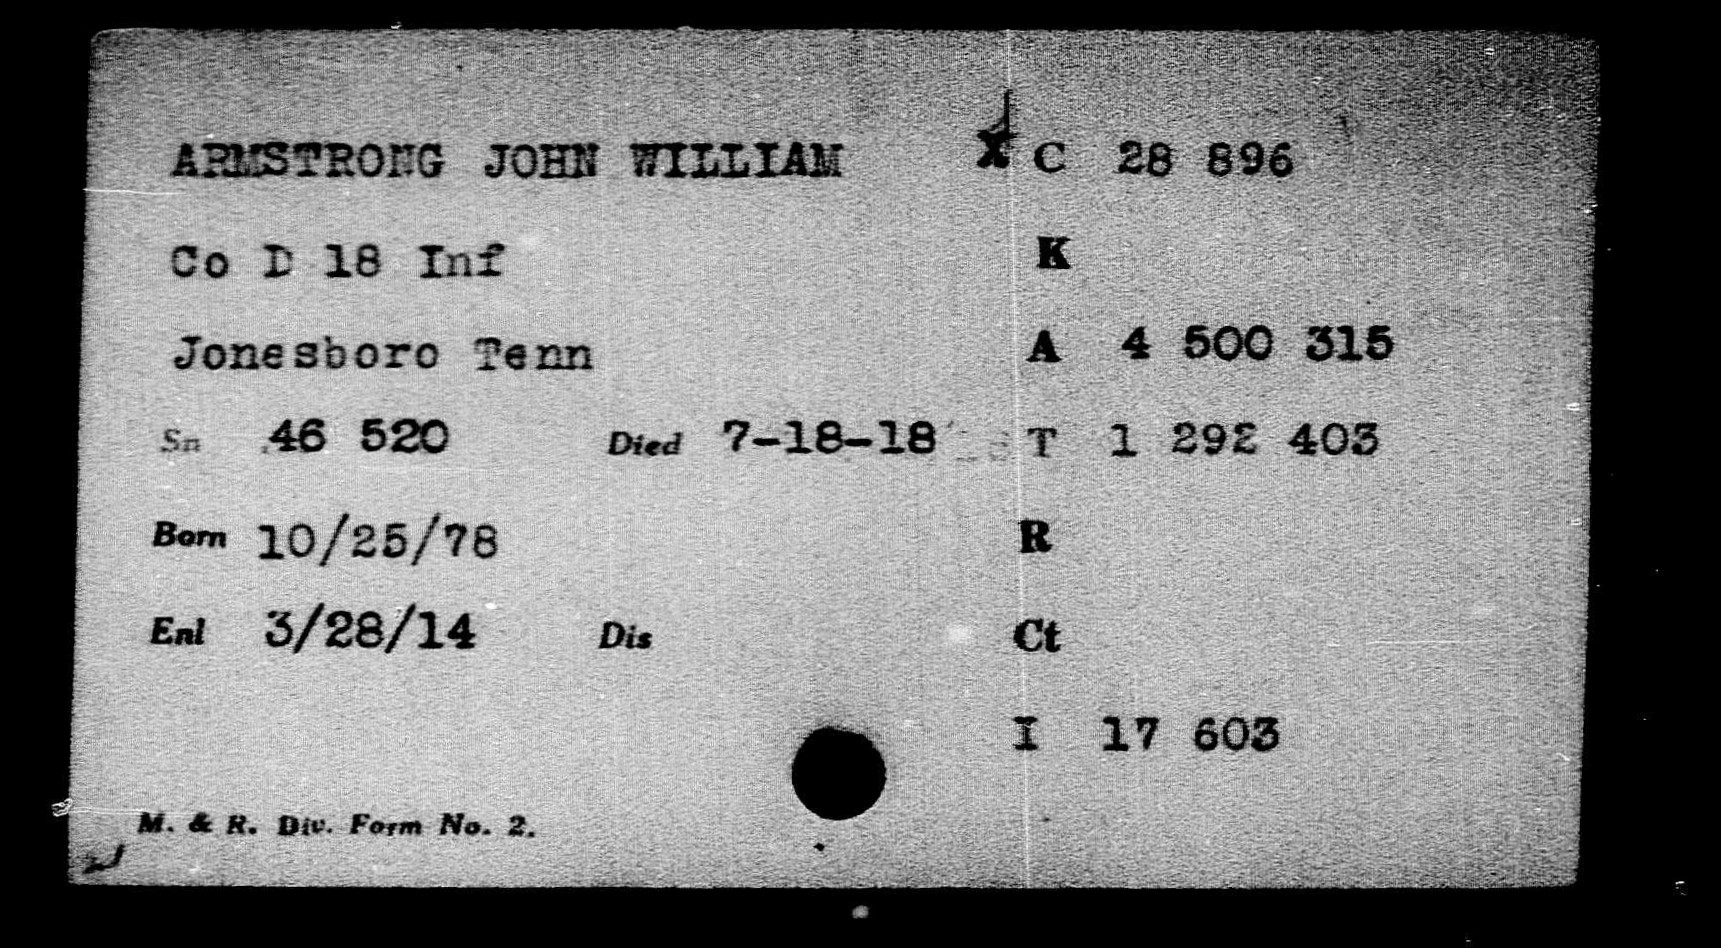 ARMSTRONG JOHN WILLIAM X C 28 896
Co D 18 Inf K
Jonesboro Tenn A 4 500 315
Sn 46 520 Died 7-18-18 T 1 292 403
Born 10/25/78 R
Enl 3/28/14 Dis Ct
I 17 603
M. & R. Div. Form No. 2.